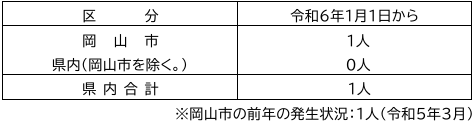 区 分 令和6年1月1日から
岡 山 市 1人
県内(岡山市を除く。) 0人
県内合計 1人
※岡山市の前年の発生状況:1人(令和5年3月)